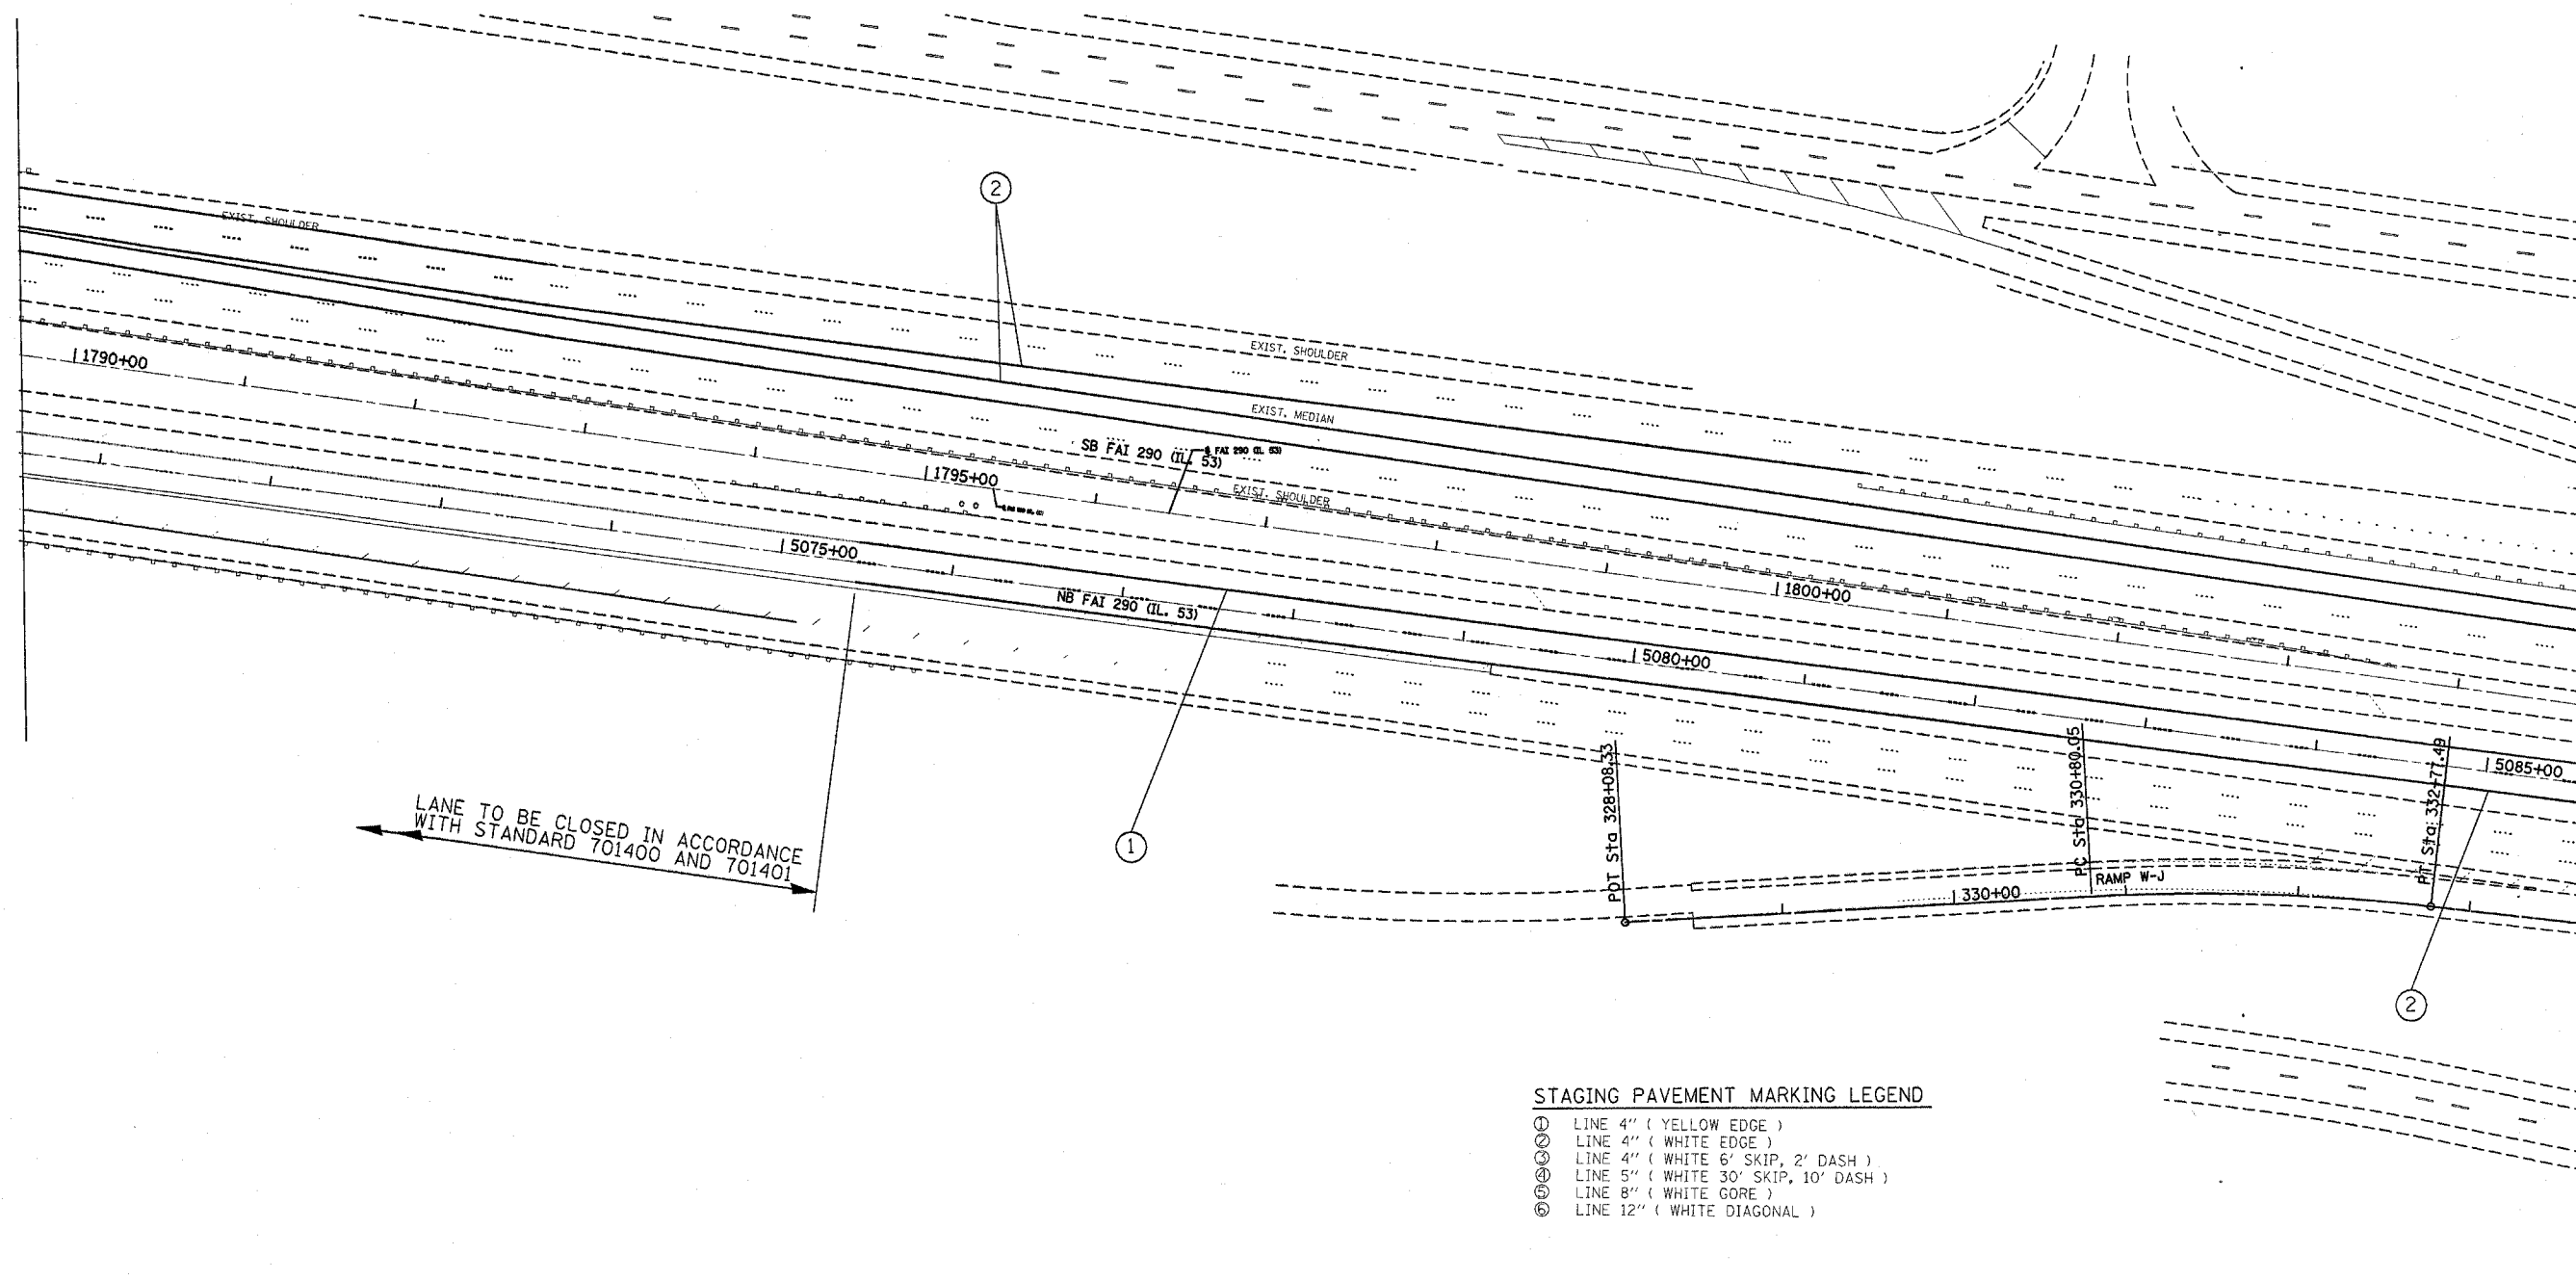 2
EXIST. SHOULDER
EXIST. SHOULDER
1790+00
EXIST. MEDIAN
SB FAI 290 (IL. 53)
℄ FAI 290 (IL. 53)
1795+00
EXIST. SHOULDER
5075+00
1800+00
NB FAI 290 (IL. 53)
5080+00
POT Sta 328+08.33
PC Sta 330+80.05
PT Sta 332+77.49
5085+00
LANE TO BE CLOSED IN ACCORDANCE
WITH STANDARD 701400 AND 701401
1
RAMP W-J
330+00
2
STAGING PAVEMENT MARKING LEGEND
① LINE 4" ( YELLOW EDGE )
② LINE 4" ( WHITE EDGE )
③ LINE 4" ( WHITE 6' SKIP, 2' DASH )
④ LINE 5" ( WHITE 30' SKIP, 10' DASH )
⑤ LINE 8" ( WHITE GORE )
⑥ LINE 12" ( WHITE DIAGONAL )